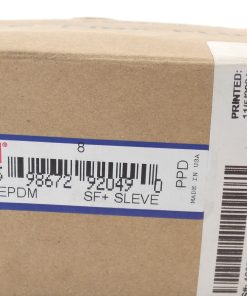 8
98672 92049 0
EPDM SF+ SLEVE
PPD
MADE IN USA
PRINTED: